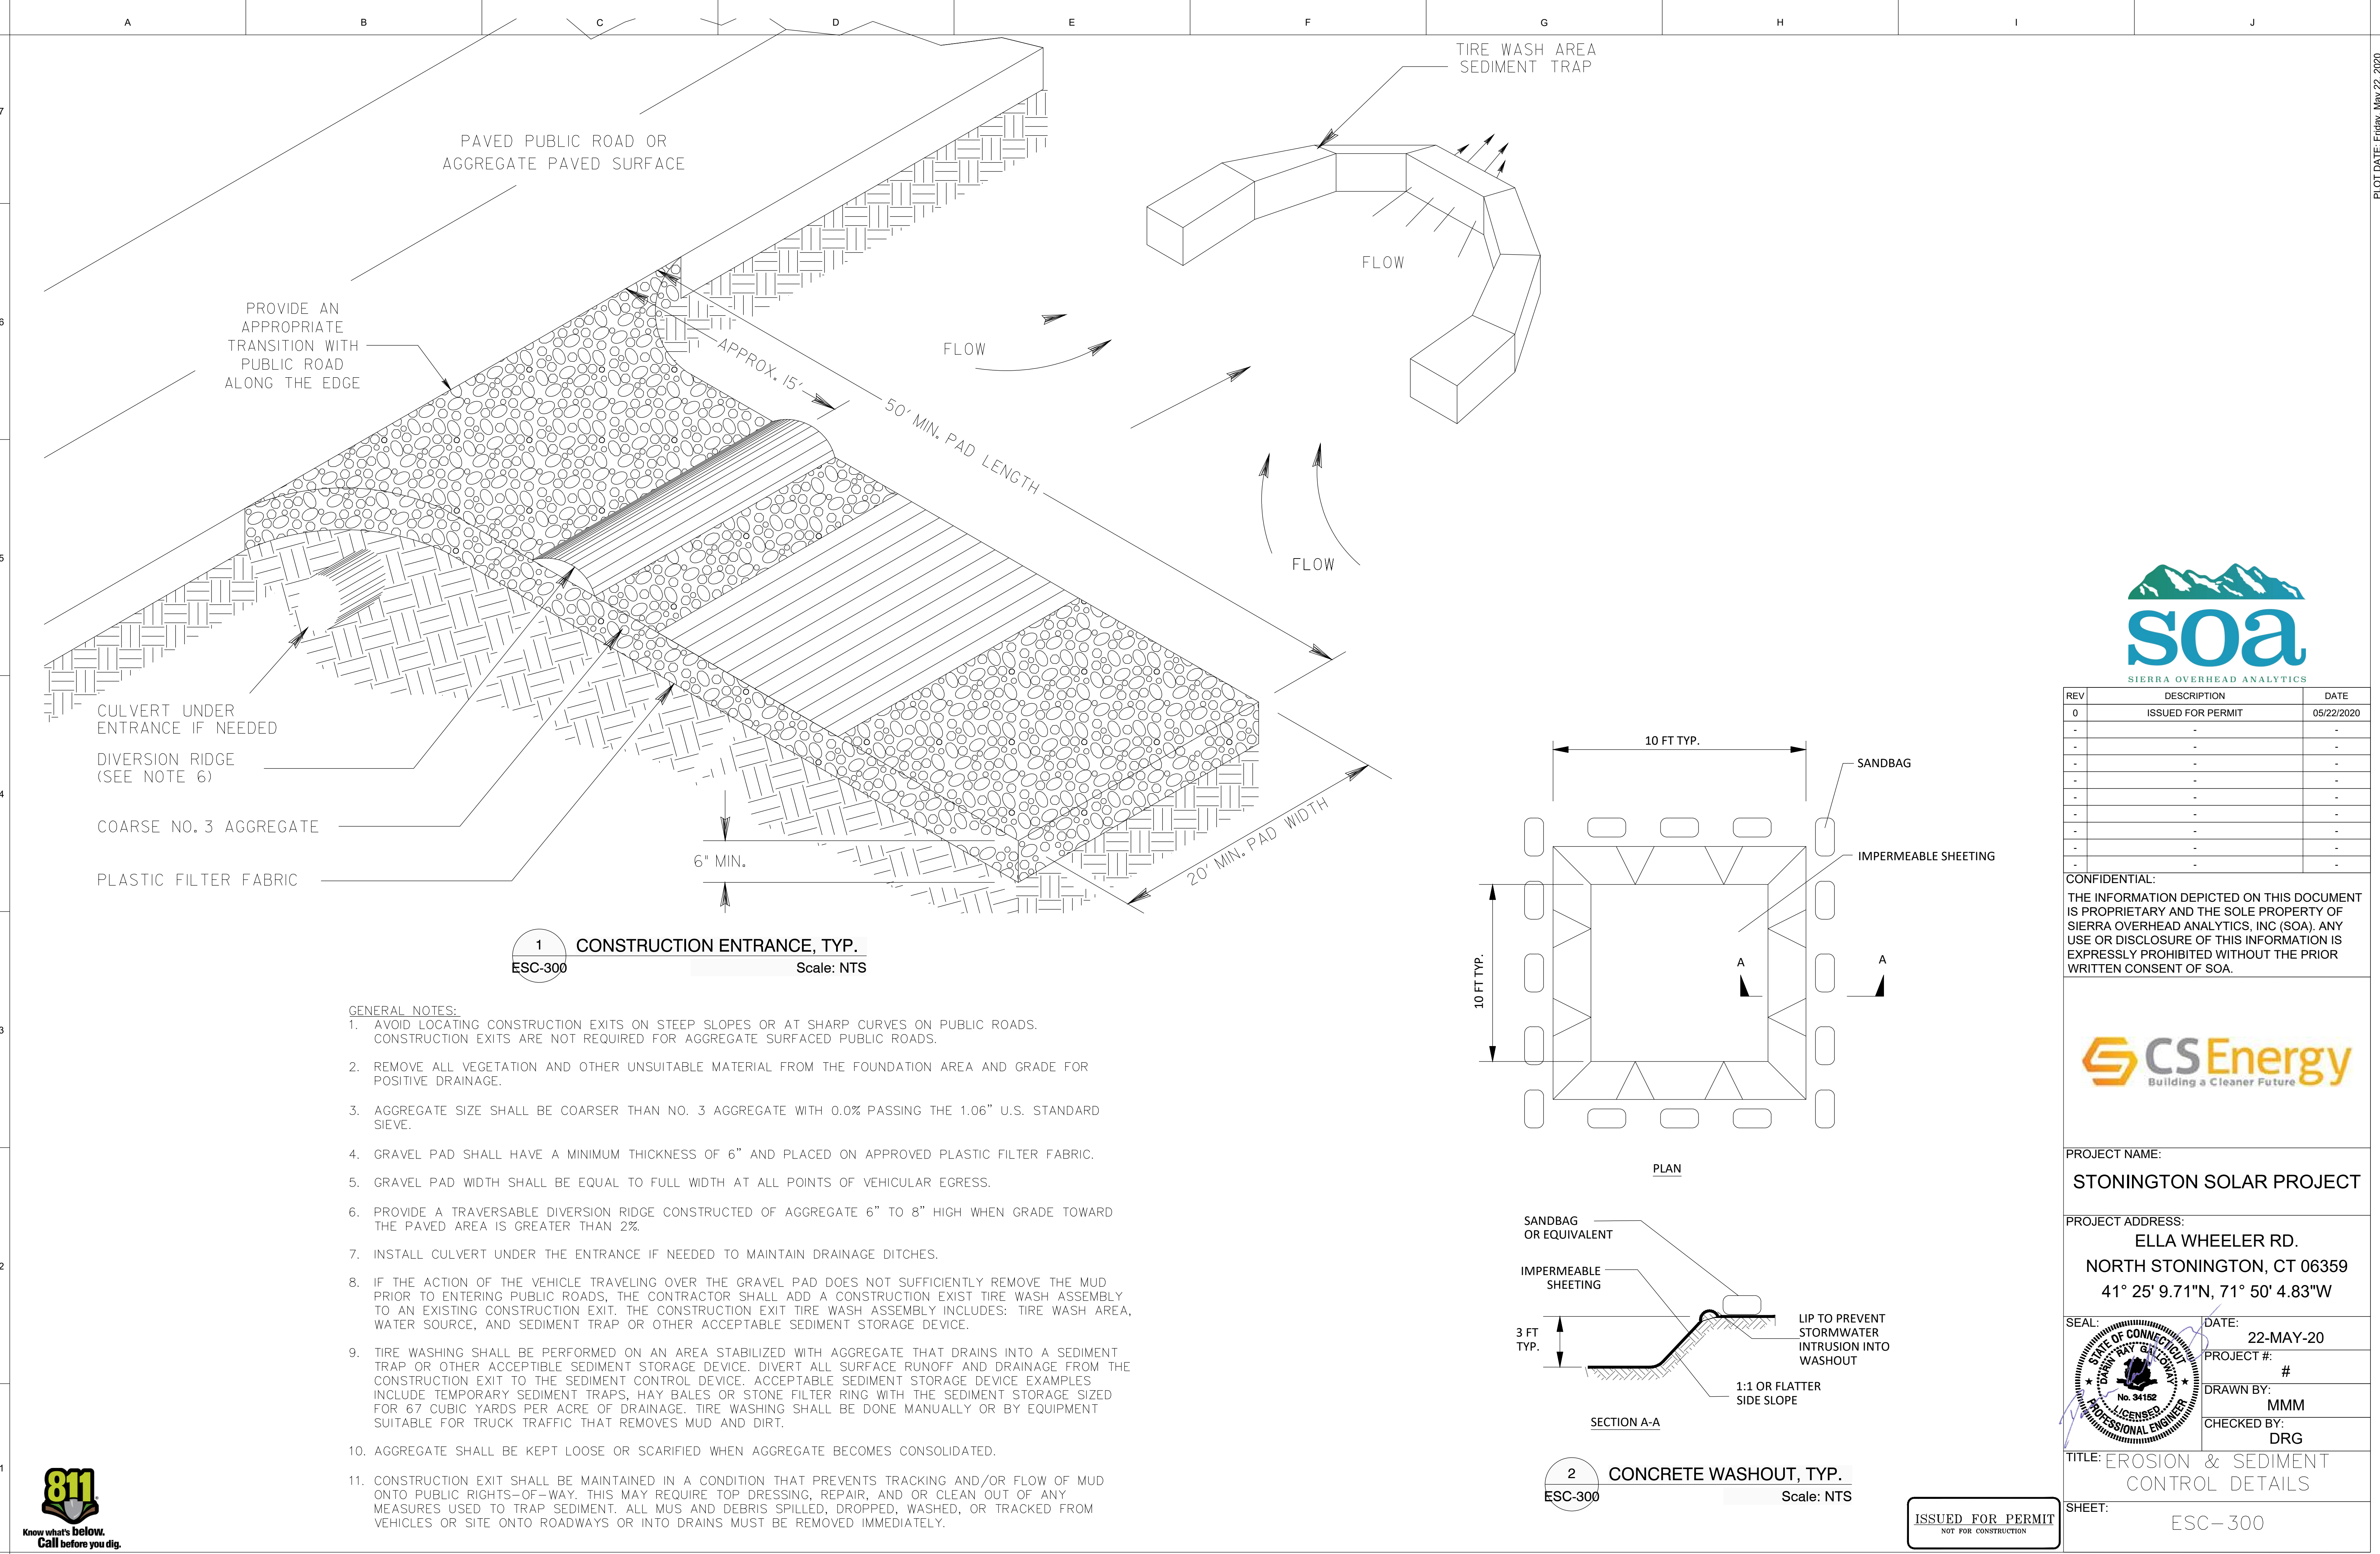 A B C D E F G H I J
7
6
5
4
3
2
1
PLOT DATE: Friday, May 22, 2020
TIRE WASH AREA
SEDIMENT TRAP
PAVED PUBLIC ROAD OR
AGGREGATE PAVED SURFACE
PROVIDE AN
APPROPRIATE
TRANSITION WITH
PUBLIC ROAD
ALONG THE EDGE
FLOW
FLOW
FLOW
APPROX. 15'
50' MIN. PAD LENGTH
20' MIN. PAD WIDTH
6" MIN.
CULVERT UNDER
ENTRANCE IF NEEDED
DIVERSION RIDGE
(SEE NOTE 6)
COARSE NO. 3 AGGREGATE
PLASTIC FILTER FABRIC
1
ESC-300
CONSTRUCTION ENTRANCE, TYP.
Scale: NTS
GENERAL NOTES:
1. AVOID LOCATING CONSTRUCTION EXITS ON STEEP SLOPES OR AT SHARP CURVES ON PUBLIC ROADS.
CONSTRUCTION EXITS ARE NOT REQUIRED FOR AGGREGATE SURFACED PUBLIC ROADS.
2. REMOVE ALL VEGETATION AND OTHER UNSUITABLE MATERIAL FROM THE FOUNDATION AREA AND GRADE FOR
POSITIVE DRAINAGE.
3. AGGREGATE SIZE SHALL BE COARSER THAN NO. 3 AGGREGATE WITH 0.0% PASSING THE 1.06" U.S. STANDARD
SIEVE.
4. GRAVEL PAD SHALL HAVE A MINIMUM THICKNESS OF 6" AND PLACED ON APPROVED PLASTIC FILTER FABRIC.
5. GRAVEL PAD WIDTH SHALL BE EQUAL TO FULL WIDTH AT ALL POINTS OF VEHICULAR EGRESS.
6. PROVIDE A TRAVERSABLE DIVERSION RIDGE CONSTRUCTED OF AGGREGATE 6" TO 8" HIGH WHEN GRADE TOWARD
THE PAVED AREA IS GREATER THAN 2%.
7. INSTALL CULVERT UNDER THE ENTRANCE IF NEEDED TO MAINTAIN DRAINAGE DITCHES.
8. IF THE ACTION OF THE VEHICLE TRAVELING OVER THE GRAVEL PAD DOES NOT SUFFICIENTLY REMOVE THE MUD
PRIOR TO ENTERING PUBLIC ROADS, THE CONTRACTOR SHALL ADD A CONSTRUCTION EXIST TIRE WASH ASSEMBLY
TO AN EXISTING CONSTRUCTION EXIT. THE CONSTRUCTION EXIT TIRE WASH ASSEMBLY INCLUDES: TIRE WASH AREA,
WATER SOURCE, AND SEDIMENT TRAP OR OTHER ACCEPTABLE SEDIMENT STORAGE DEVICE.
9. TIRE WASHING SHALL BE PERFORMED ON AN AREA STABILIZED WITH AGGREGATE THAT DRAINS INTO A SEDIMENT
TRAP OR OTHER ACCEPTIBLE SEDIMENT STORAGE DEVICE. DIVERT ALL SURFACE RUNOFF AND DRAINAGE FROM THE
CONSTRUCTION EXIT TO THE SEDIMENT CONTROL DEVICE. ACCEPTABLE SEDIMENT STORAGE DEVICE EXAMPLES
INCLUDE TEMPORARY SEDIMENT TRAPS, HAY BALES OR STONE FILTER RING WITH THE SEDIMENT STORAGE SIZED
FOR 67 CUBIC YARDS PER ACRE OF DRAINAGE. TIRE WASHING SHALL BE DONE MANUALLY OR BY EQUIPMENT
SUITABLE FOR TRUCK TRAFFIC THAT REMOVES MUD AND DIRT.
10. AGGREGATE SHALL BE KEPT LOOSE OR SCARIFIED WHEN AGGREGATE BECOMES CONSOLIDATED.
11. CONSTRUCTION EXIT SHALL BE MAINTAINED IN A CONDITION THAT PREVENTS TRACKING AND/OR FLOW OF MUD
ONTO PUBLIC RIGHTS-OF-WAY. THIS MAY REQUIRE TOP DRESSING, REPAIR, AND OR CLEAN OUT OF ANY
MEASURES USED TO TRAP SEDIMENT. ALL MUS AND DEBRIS SPILLED, DROPPED, WASHED, OR TRACKED FROM
VEHICLES OR SITE ONTO ROADWAYS OR INTO DRAINS MUST BE REMOVED IMMEDIATELY.
811
Know what's below.
Call before you dig.
10 FT TYP.
SANDBAG
IMPERMEABLE SHEETING
10 FT TYP.
A A
PLAN
SANDBAG
OR EQUIVALENT
IMPERMEABLE
SHEETING
3 FT
TYP.
LIP TO PREVENT
STORMWATER
INTRUSION INTO
WASHOUT
1:1 OR FLATTER
SIDE SLOPE
SECTION A-A
2
ESC-300
CONCRETE WASHOUT, TYP.
Scale: NTS
ISSUED FOR PERMIT
NOT FOR CONSTRUCTION
soa
SIERRA OVERHEAD ANALYTICS
REV DESCRIPTION DATE
0 ISSUED FOR PERMIT 05/22/2020
- - -
- - -
- - -
- - -
- - -
- - -
- - -
- - -
- - -
CONFIDENTIAL:
THE INFORMATION DEPICTED ON THIS DOCUMENT
IS PROPRIETARY AND THE SOLE PROPERTY OF
SIERRA OVERHEAD ANALYTICS, INC (SOA). ANY
USE OR DISCLOSURE OF THIS INFORMATION IS
EXPRESSLY PROHIBITED WITHOUT THE PRIOR
WRITTEN CONSENT OF SOA.
CS Energy
Building a Cleaner Future
PROJECT NAME:
STONINGTON SOLAR PROJECT
PROJECT ADDRESS:
ELLA WHEELER RD.
NORTH STONINGTON, CT 06359
41° 25' 9.71"N, 71° 50' 4.83"W
SEAL:
STATE OF CONNECTICUT
DARIN RAY GALLOWAY
No. 34152
LICENSED
PROFESSIONAL ENGINEER
DATE:
22-MAY-20
PROJECT #:
#
DRAWN BY:
MMM
CHECKED BY:
DRG
TITLE: EROSION & SEDIMENT
CONTROL DETAILS
SHEET:
ESC-300